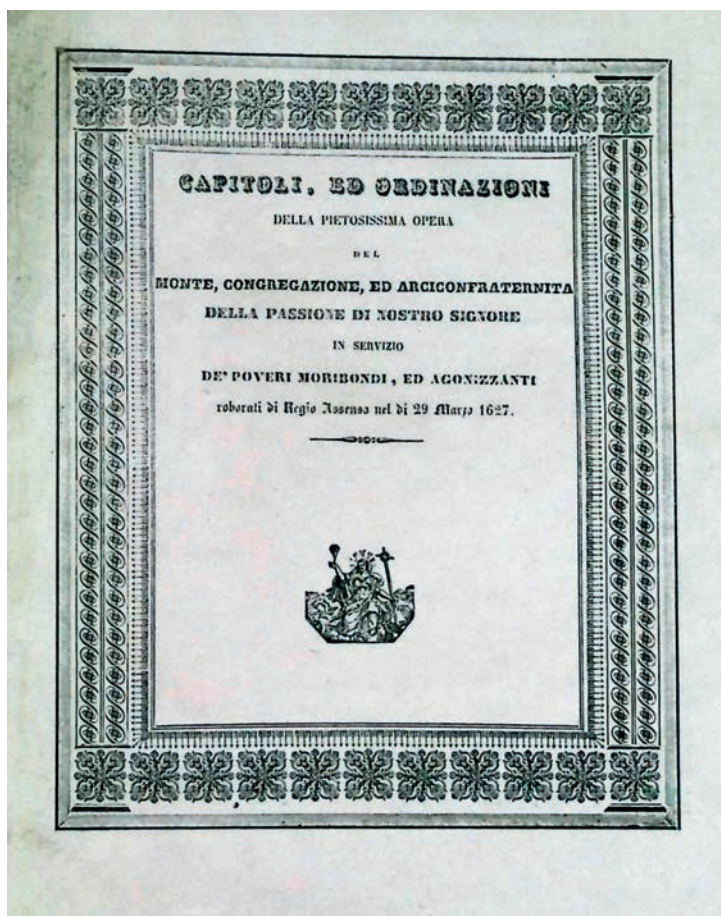 CAPITOLI, ED ORDINAZIONI
DELLA PIETOSISSIMA OPERA
DEL
MONTE, CONGREGAZIONE, ED ARCICONFRATERNITA
DELLA PASSIONE DI NOSTRO SIGNORE
IN SERVIZIO
DE' POVERI MORIBONDI, ED AGONIZZANTI
roborati di Regio Assenso nel di 29 Marzo 1627.